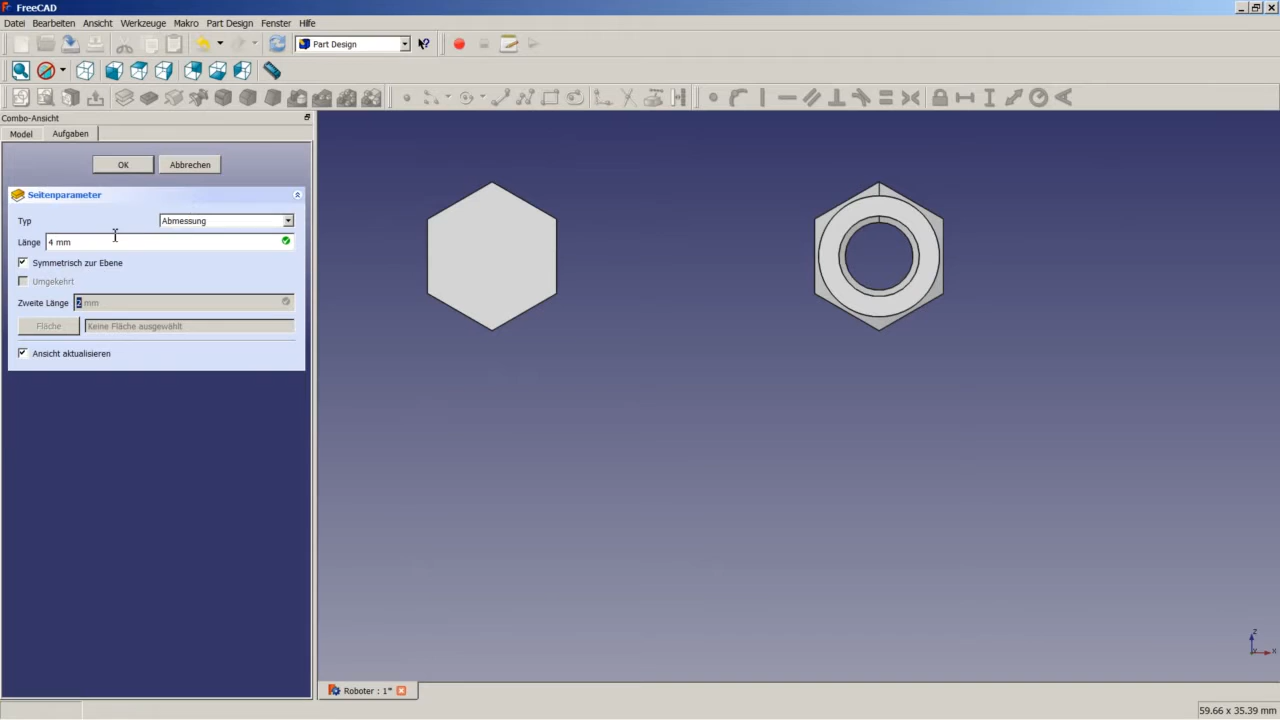 FreeCAD
Datei Bearbeiten Ansicht Werkzeuge Makro Part Design Fenster Hilfe
Part Design
Combo-Ansicht
Model Aufgaben
OK Abbrechen
Seitenparameter
Typ Abmessung
Länge 4 mm
Symmetrisch zur Ebene
Umgekehrt
Zweite Länge 2 mm
Fläche Keine Fläche ausgewählt
Ansicht aktualisieren
Z
Y X
Roboter : 1*
59.66 x 35.39 mm